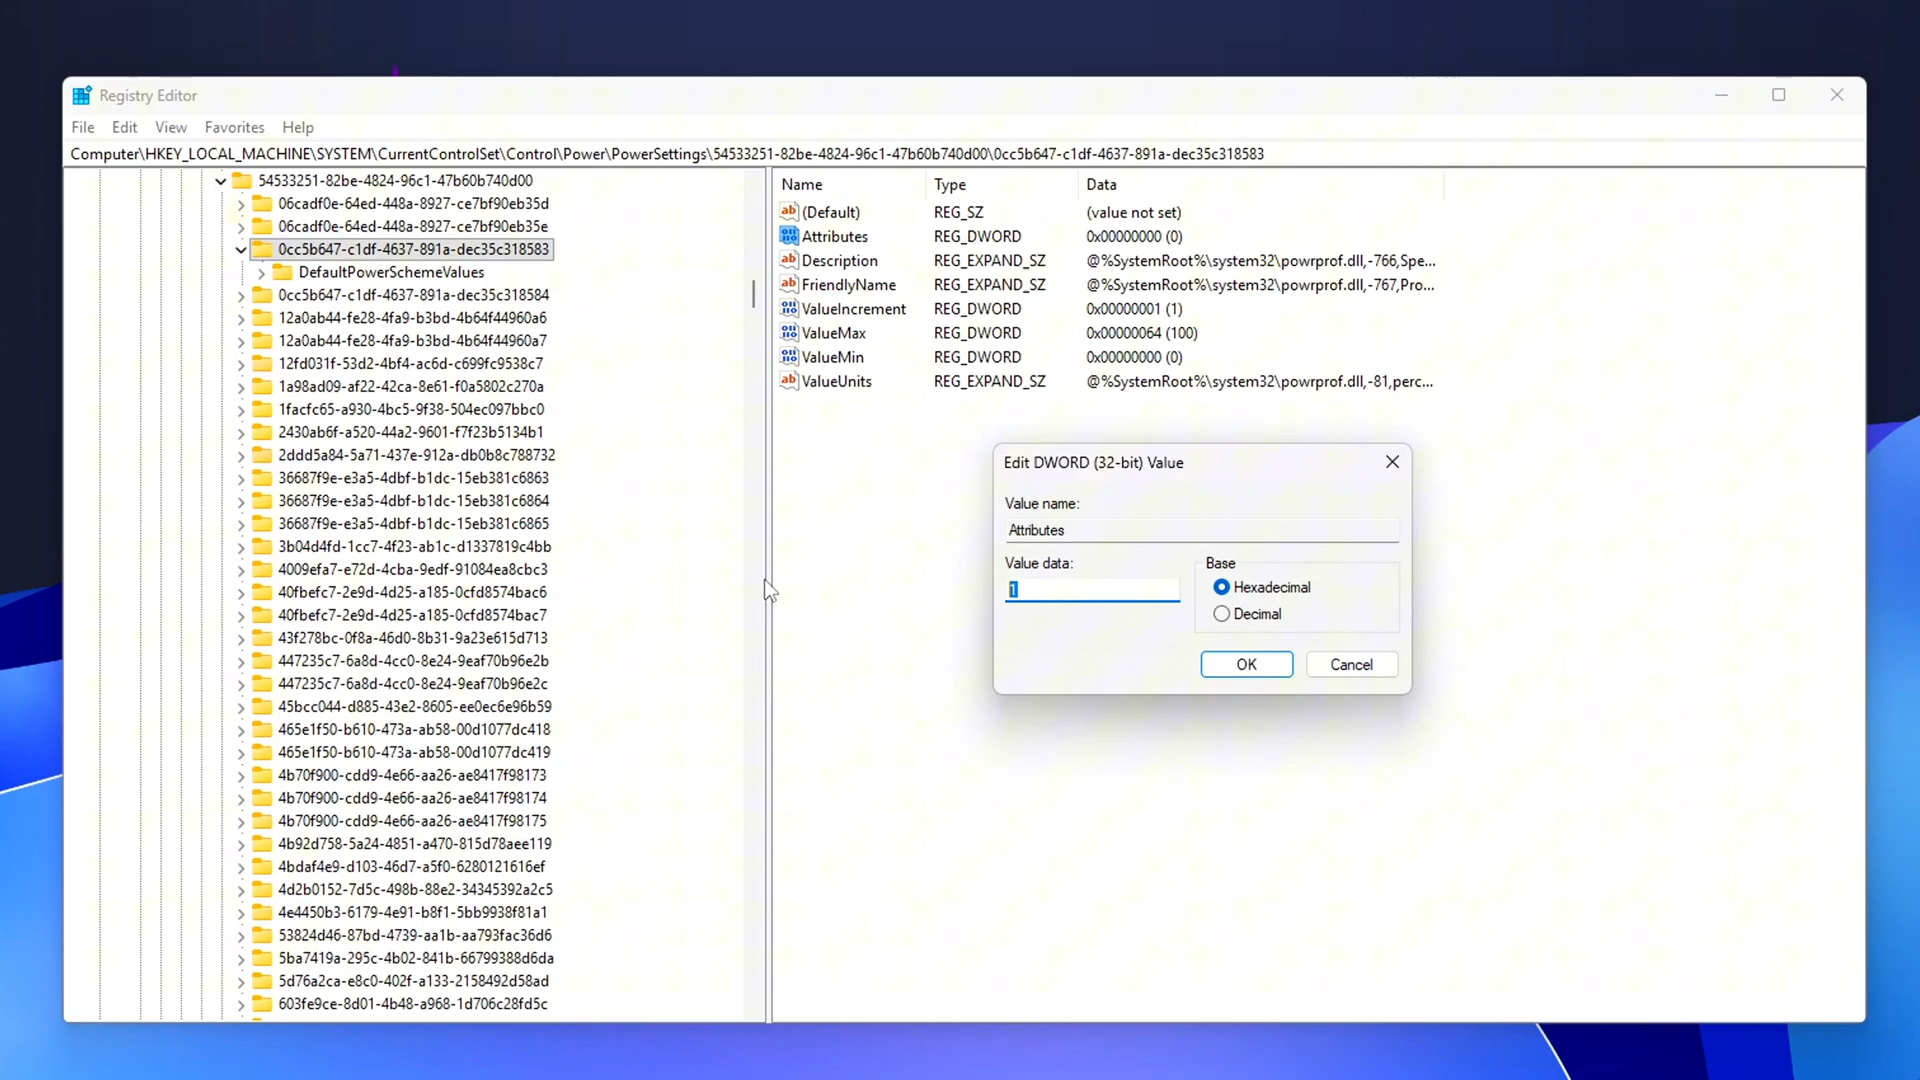 Registry Editor
File Edit View Favorites Help
Computer\HKEY_LOCAL_MACHINE\SYSTEM\CurrentControlSet\Control\Power\PowerSettings\54533251-82be-4824-96c1-47b60b740d00\0cc5b647-c1df-4637-891a-dec35c318583
54533251-82be-4824-96c1-47b60b740d00
06cadf0e-64ed-448a-8927-ce7bf90eb35d
06cadf0e-64ed-448a-8927-ce7bf90eb35e
0cc5b647-c1df-4637-891a-dec35c318583
DefaultPowerSchemeValues
0cc5b647-c1df-4637-891a-dec35c318584
12a0ab44-fe28-4fa9-b3bd-4b64f44960a6
12a0ab44-fe28-4fa9-b3bd-4b64f44960a7
12fd031f-53d2-4bf4-ac6d-c699fc9538c7
1a98ad09-af22-42ca-8e61-f0a5802c270a
1facfc65-a930-4bc5-9f38-504ec097bbc0
2430ab6f-a520-44a2-9601-f7f23b5134b1
2ddd5a84-5a71-437e-912a-db0b8c788732
36687f9e-e3a5-4dbf-b1dc-15eb381c6863
36687f9e-e3a5-4dbf-b1dc-15eb381c6864
36687f9e-e3a5-4dbf-b1dc-15eb381c6865
3b04d4fd-1cc7-4f23-ab1c-d1337819c4bb
4009efa7-e72d-4cba-9edf-91084ea8cbc3
40fbefc7-2e9d-4d25-a185-0cfd8574bac6
40fbefc7-2e9d-4d25-a185-0cfd8574bac7
43f278bc-0f8a-46d0-8b31-9a23e615d713
447235c7-6a8d-4cc0-8e24-9eaf70b96e2b
447235c7-6a8d-4cc0-8e24-9eaf70b96e2c
45bcc044-d885-43e2-8605-ee0ec6e96b59
465e1f50-b610-473a-ab58-00d1077dc418
465e1f50-b610-473a-ab58-00d1077dc419
4b70f900-cdd9-4e66-aa26-ae8417f98173
4b70f900-cdd9-4e66-aa26-ae8417f98174
4b70f900-cdd9-4e66-aa26-ae8417f98175
4b92d758-5a24-4851-a470-815d78aee119
4bdaf4e9-d103-46d7-a5f0-6280121616ef
4d2b0152-7d5c-498b-88e2-34345392a2c5
4e4450b3-6179-4e91-b8f1-5bb9938f81a1
53824d46-87bd-4739-aa1b-aa793fac36d6
5ba7419a-295c-4b02-841b-66799388d6da
5d76a2ca-e8c0-402f-a133-2158492d58ad
603fe9ce-8d01-4b48-a968-1d706c28fd5c
Name Type Data
(Default) REG_SZ (value not set)
Attributes REG_DWORD 0x00000000 (0)
Description REG_EXPAND_SZ @%SystemRoot%\system32\powrprof.dll,-766,Spe...
FriendlyName REG_EXPAND_SZ @%SystemRoot%\system32\powrprof.dll,-767,Pro...
ValueIncrement REG_DWORD 0x00000001 (1)
ValueMax REG_DWORD 0x00000064 (100)
ValueMin REG_DWORD 0x00000000 (0)
ValueUnits REG_EXPAND_SZ @%SystemRoot%\system32\powrprof.dll,-81,perc...
Edit DWORD (32-bit) Value
Value name:
Attributes
Value data:
1
Base
Hexadecimal
Decimal
OK Cancel